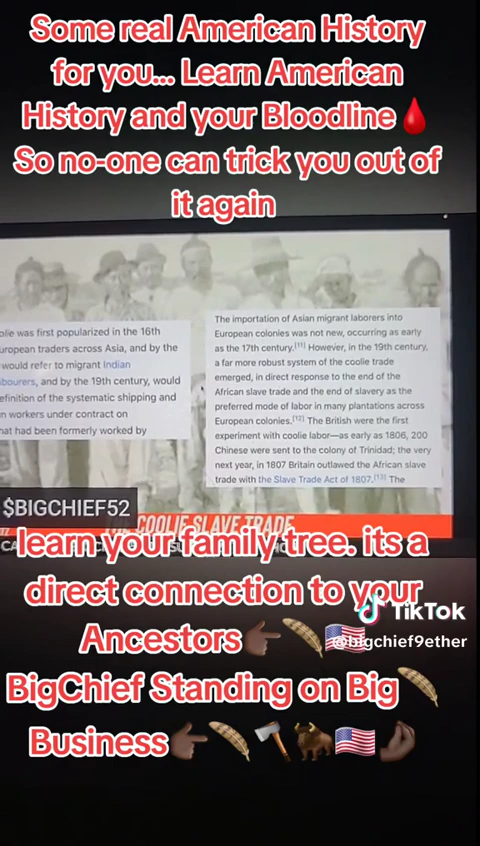 Some real American History
for you... Learn American
History and your Bloodline🩸
So no-one can trick you out of
it again
olie was first popularized in the 16th
uropean traders across Asia, and by the
would refer to migrant Indian
bourers, and by the 19th century, would
efinition of the systematic shipping and
n workers under contract on
hat had been formerly worked by
The importation of Asian migrant laborers into
European colonies was not new, occurring as early
as the 17th century.[11] However, in the 19th century,
a far more robust system of the coolie trade
emerged, in direct response to the end of the
African slave trade and the end of slavery as the
preferred mode of labor in many plantations across
European colonies.[12] The British were the first
experiment with coolie labor—as early as 1806, 200
Chinese were sent to the colony of Trinidad; the very
next year, in 1807 Britain outlawed the African slave
trade with the Slave Trade Act of 1807.[13] The
$BIGCHIEF52
COOLIE SLAVE TRADE
learn your family tree. its a
direct connection to your
Ancestors
TikTok
@bigchief9ether
BigChief Standing on Big
Business